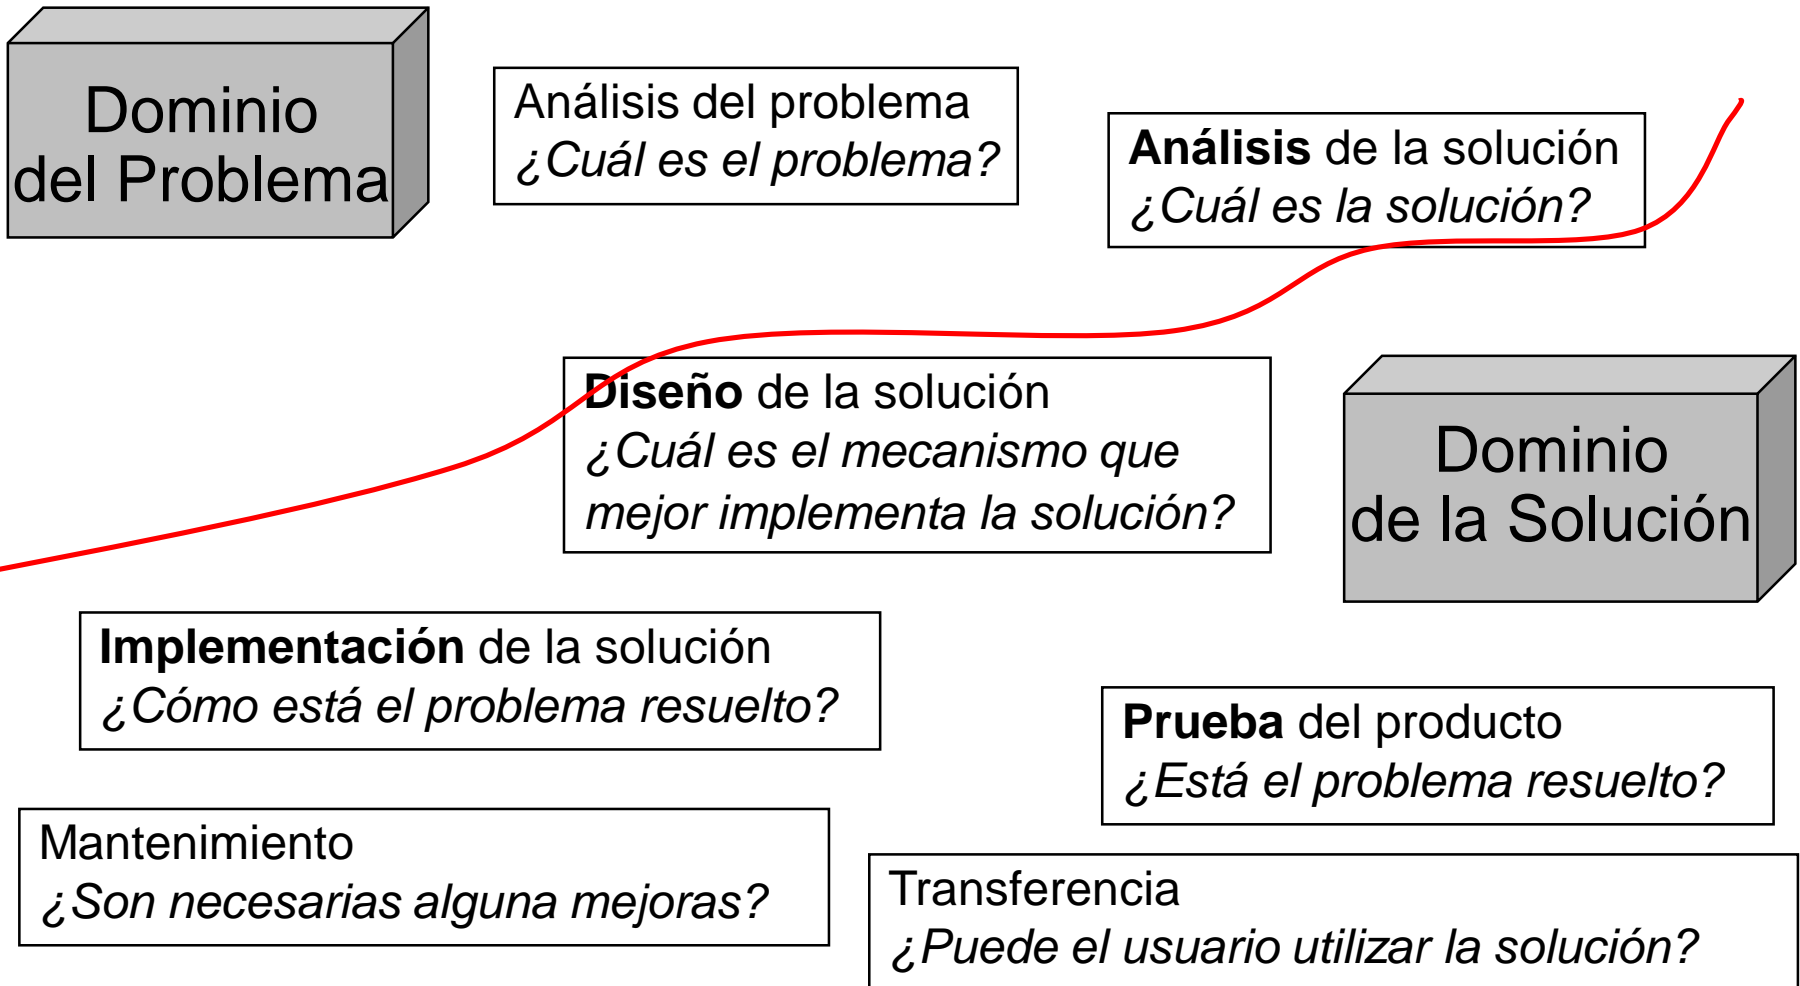 Dominio
del Problema
Análisis del problema
¿Cuál es el problema?
Análisis de la solución
¿Cuál es la solución?
Diseño de la solución
¿Cuál es el mecanismo que
mejor implementa la solución?
Dominio
de la Solución
Implementación de la solución
¿Cómo está el problema resuelto?
Prueba del producto
¿Está el problema resuelto?
Mantenimiento
¿Son necesarias alguna mejoras?
Transferencia
¿Puede el usuario utilizar la solución?